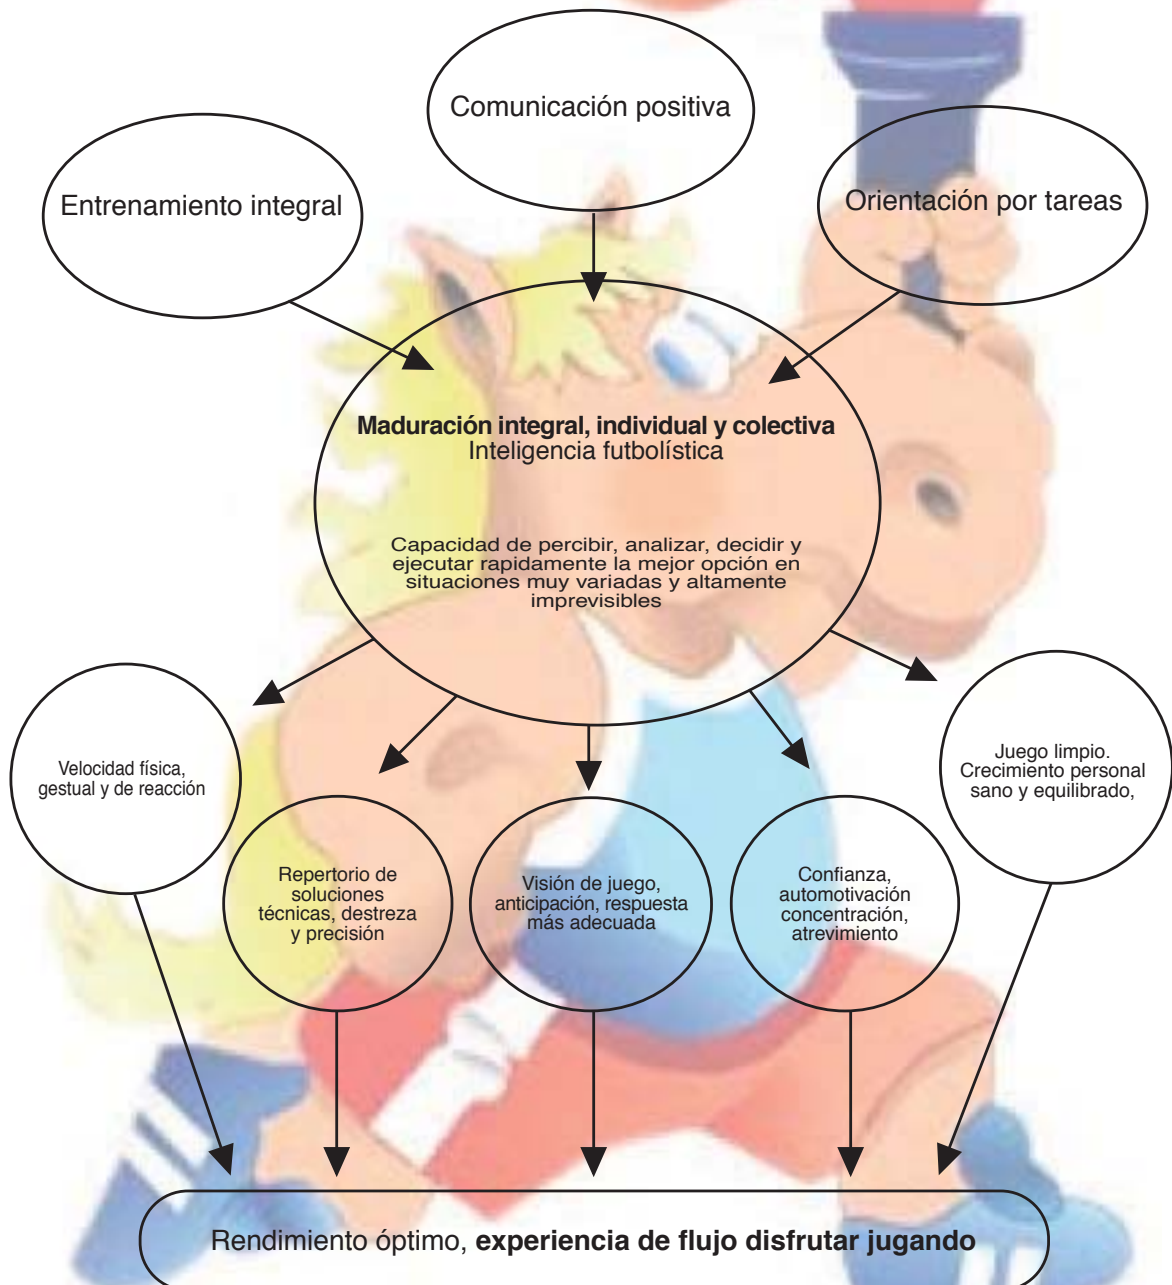 Comunicación positiva
Entrenamiento integral
Orientación por tareas
Maduración integral, individual y colectiva
Inteligencia futbolística
Capacidad de percibir, analizar, decidir y
ejecutar rapidamente la mejor opción en
situaciones muy variadas y altamente
imprevisibles
Velocidad física,
gestual y de reacción
Repertorio de
soluciones
técnicas, destreza
y precisión
Visión de juego,
anticipación, respuesta
más adecuada
Confianza,
automotivación
concentración,
atrevimiento
Juego limpio.
Crecimiento personal
sano y equilibrado,
Rendimiento óptimo, experiencia de flujo disfrutar jugando